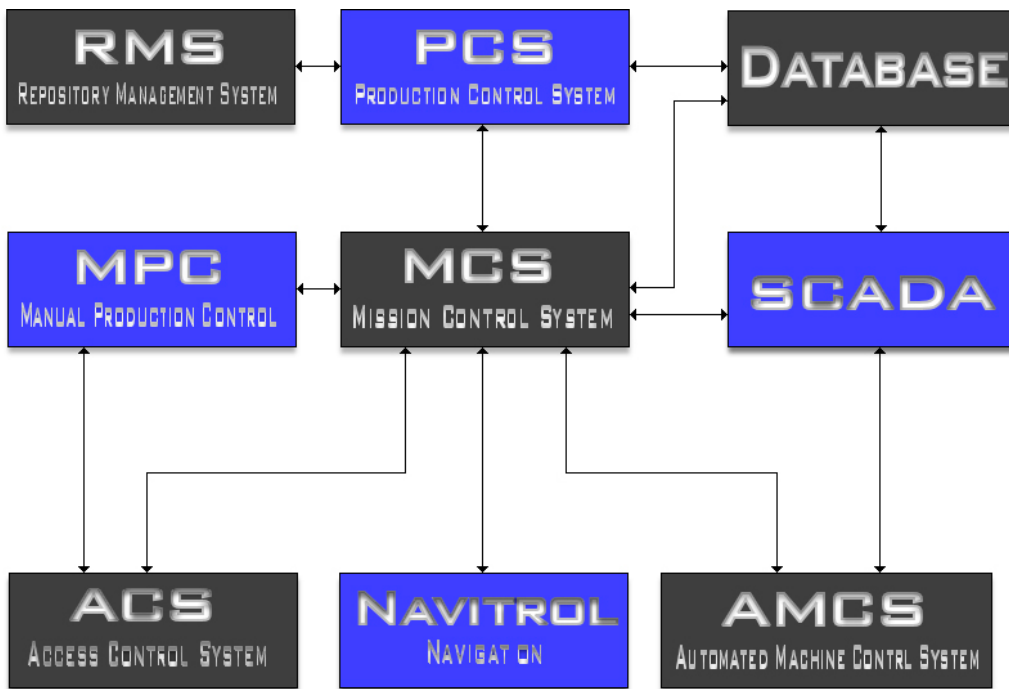 RMS
Repository Management System
PCS
Production Control System
Database
MPC
Manual Production Control
MCS
Mission Control System
SCADA
ACS
Access Control System
Navitrol
Navigat on
AMCS
Automated Machine Contrl System